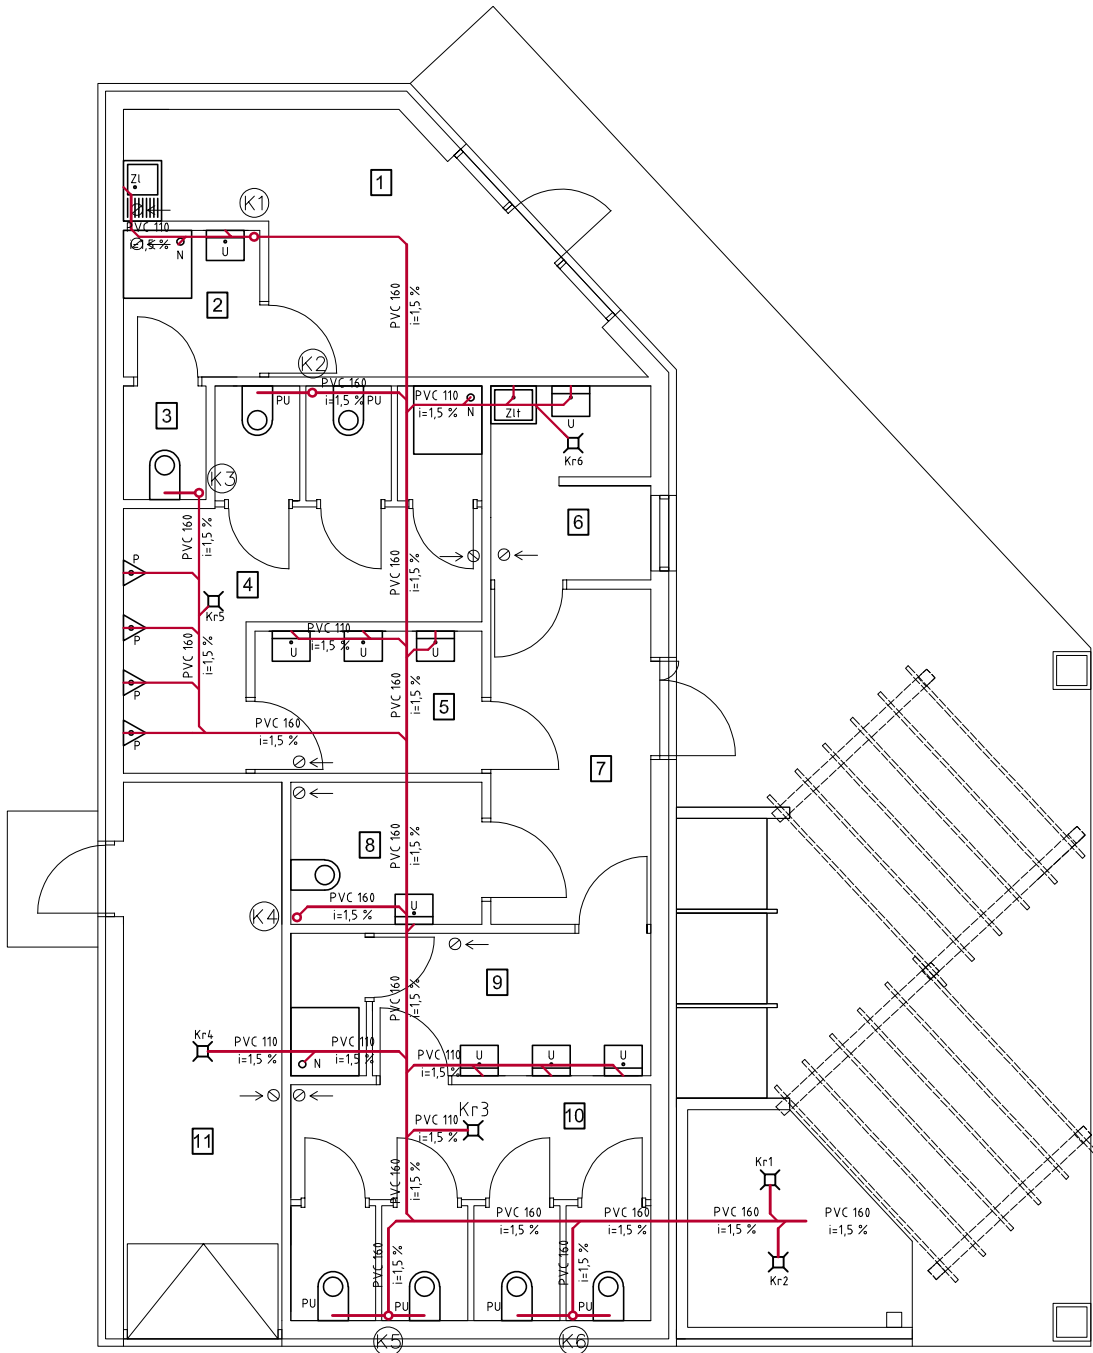 Zl
K1
1
PVC 110
i=1,5 %
N
U
2
PVC 160
i=1,5 %
K2
PVC 160
i=1,5 %
PU
PU
PVC 110
i=1,5 %
N
Zlt
U
Kr6
3
K3
6
PVC 160
i=1,5 %
PVC 160
i=1,5 %
P
4
Kr5
P
PVC 160
i=1,5 %
P
P
PVC 110
i=1,5 %
U
U
U
PVC 160
i=1,5 %
5
PVC 160
i=1,5 %
7
8
PVC 160
i=1,5 %
K4
PVC 160
i=1,5 %
U
9
PVC 160
i=1,5 %
Kr4
PVC 110
i=1,5 %
PVC 110
i=1,5 %
N
PVC 110
i=1,5 %
U
U
U
Kr3
PVC 110
i=1,5 %
10
11
PVC 160
i=1,5 %
Kr1
PVC 160
i=1,5 %
PVC 160
i=1,5 %
PVC 160
i=1,5 %
PVC 160
i=1,5 %
Kr2
PVC 160
i=1,5 %
PVC 160
i=1,5 %
PU
PU
PU
PU
K5
K6